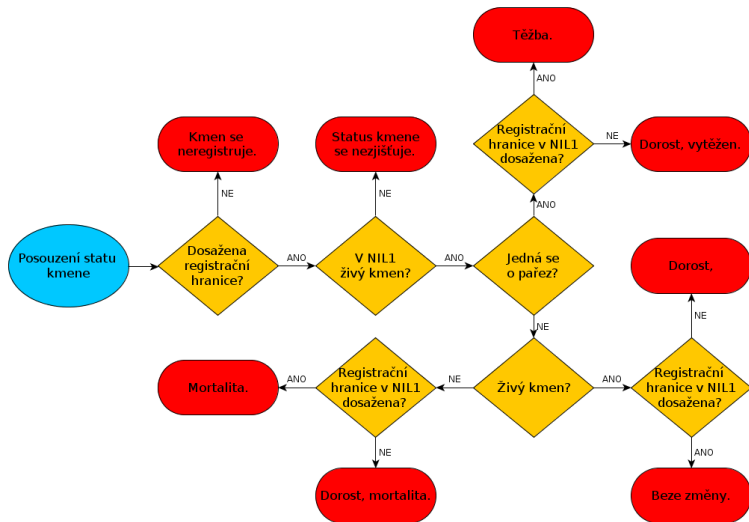 Těžba.
ANO
Registrační
hranice v NIL1
dosažena?
NE
Dorost, vytěžen.
Kmen se
neregistruje.
Status kmene
se nezjišťuje.
NE
NE
ANO
Posouzení statu
kmene
Dosažena
registrační
hranice?
ANO
V NIL1
živý kmen?
ANO
Jedná se
o pařez?
Dorost,
NE
NE
Mortalita.
ANO
Registrační
hranice v NIL1
dosažena?
NE
Živý kmen?
ANO
Registrační
hranice v NIL1
dosažena?
NE
ANO
Dorost, mortalita.
Beze změny.